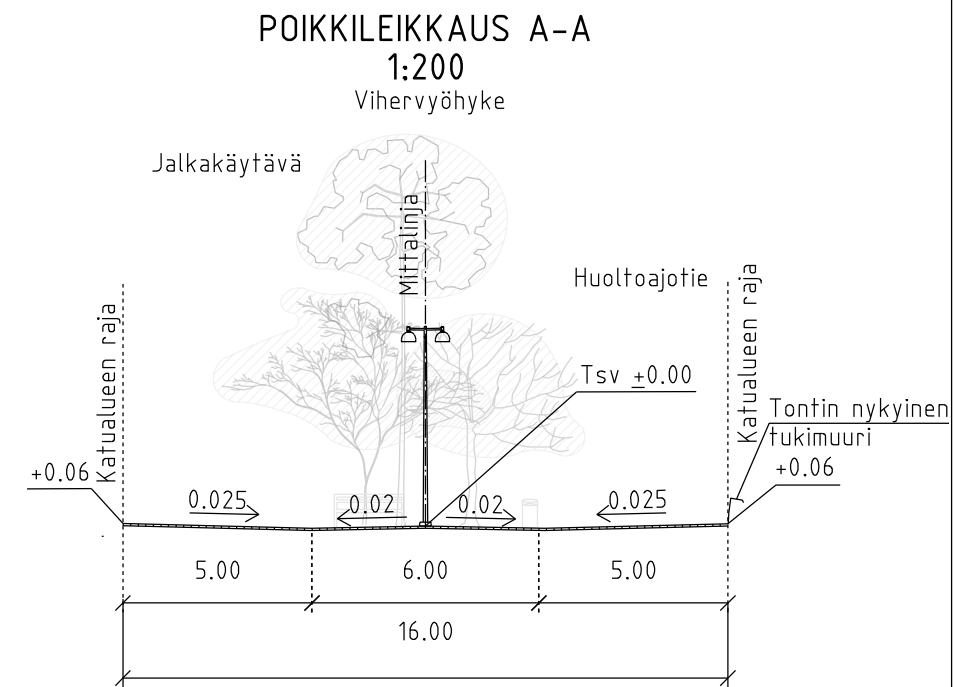 POIKKILEIKKAUS A-A
1:200
Vihervyöhyke
Jalkakäytävä
Mittalinja
Huoltoajotie
Katualueen raja
Katualueen raja
Tsv ±0.00
Tontin nykyinen
tukimuuri
+0.06
+0.06
0.025
0.02
0.02
0.025
5.00
6.00
5.00
16.00